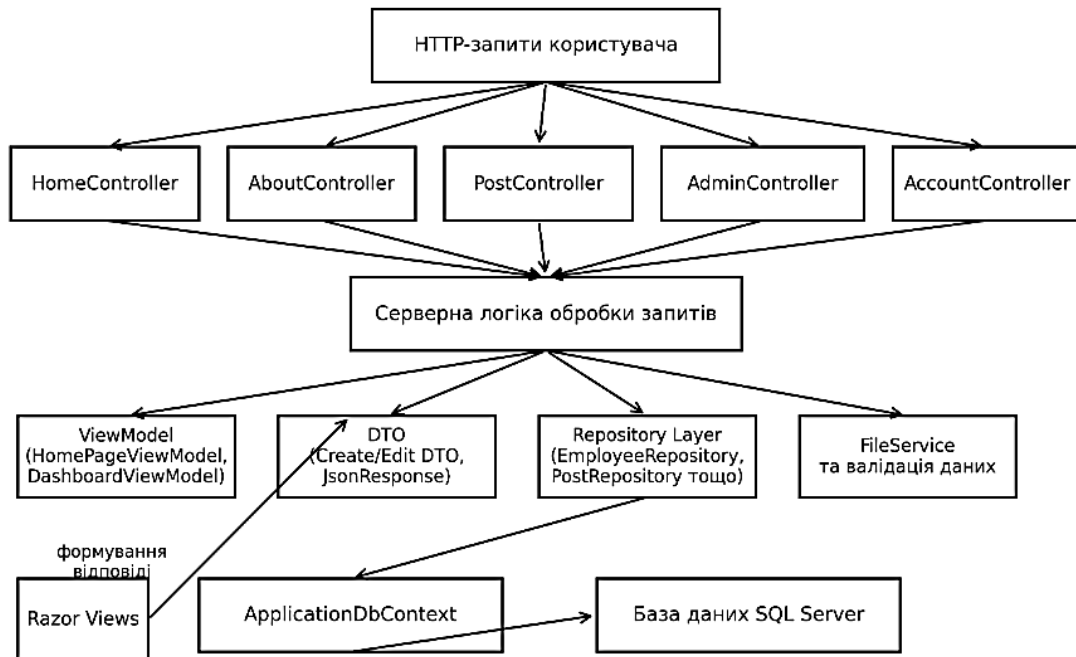 HTTP-запити користувача
HomeController
AboutController
PostController
AdminController
AccountController
Серверна логіка обробки запитів
ViewModel
(HomePageViewModel,
DashboardViewModel)
DTO
(Create/Edit DTO,
JsonResponse)
Repository Layer
(EmployeeRepository,
PostRepository тощо)
FileService
та валідація даних
формування
відповіді
Razor Views
ApplicationDbContext
База даних SQL Server